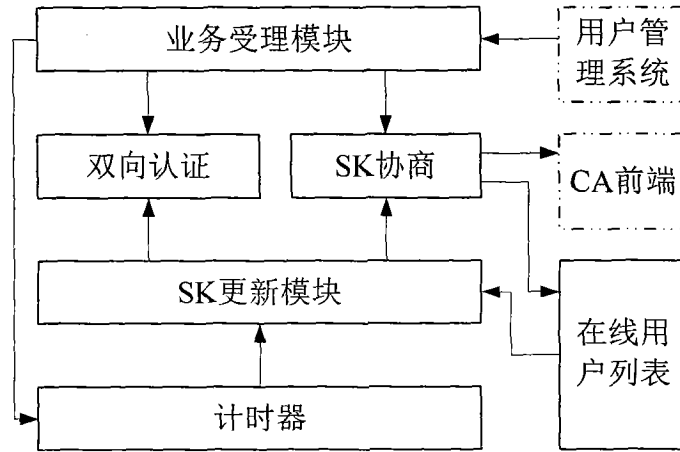 业务受理模块
用户管
理系统
双向认证
SK协商
CA前端
SK更新模块
在线用
户列表
计时器